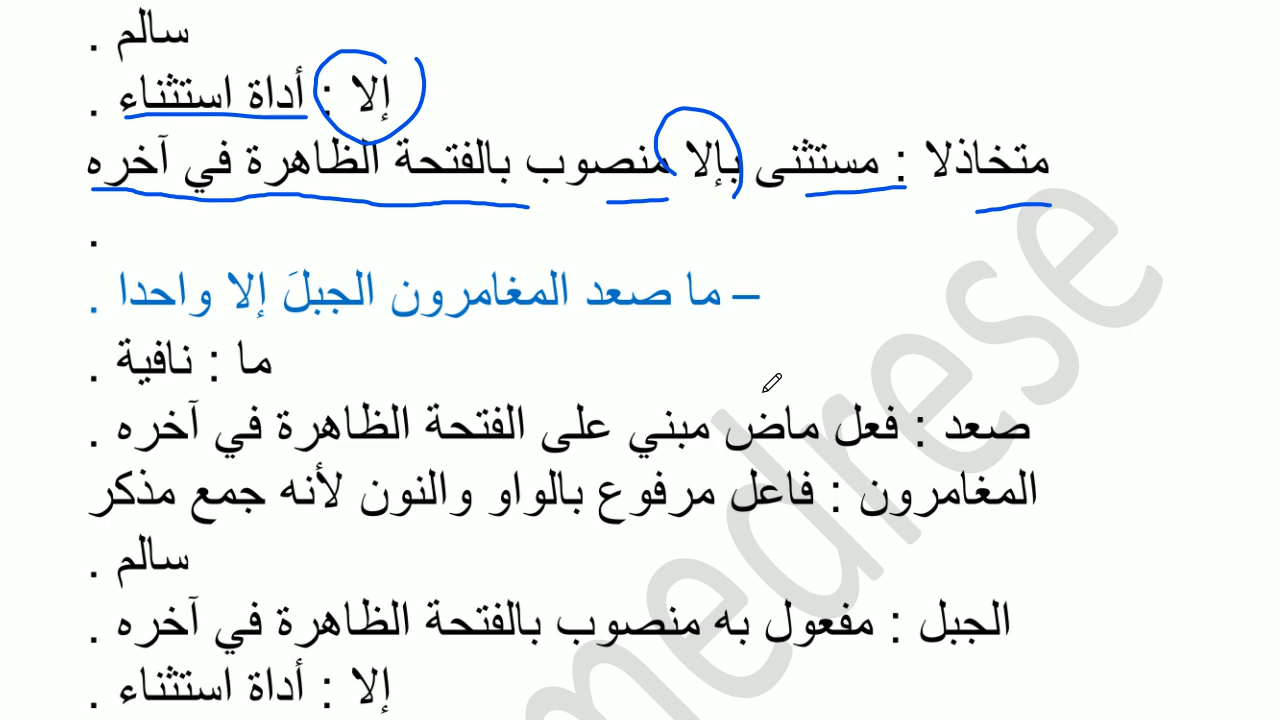 سالم .
إلا : أداة استثناء .
متخاذلا : مستثنى بإلا منصوب بالفتحة الظاهرة في آخره
.
– ما صعد المغامرون الجبلَ إلا واحدا .
ما : نافية .
صعد : فعل ماض مبني على الفتحة الظاهرة في آخره .
المغامرون : فاعل مرفوع بالواو والنون لأنه جمع مذكر
سالم .
الجبل : مفعول به منصوب بالفتحة الظاهرة في آخره .
إلا : أداة استثناء .
medrese